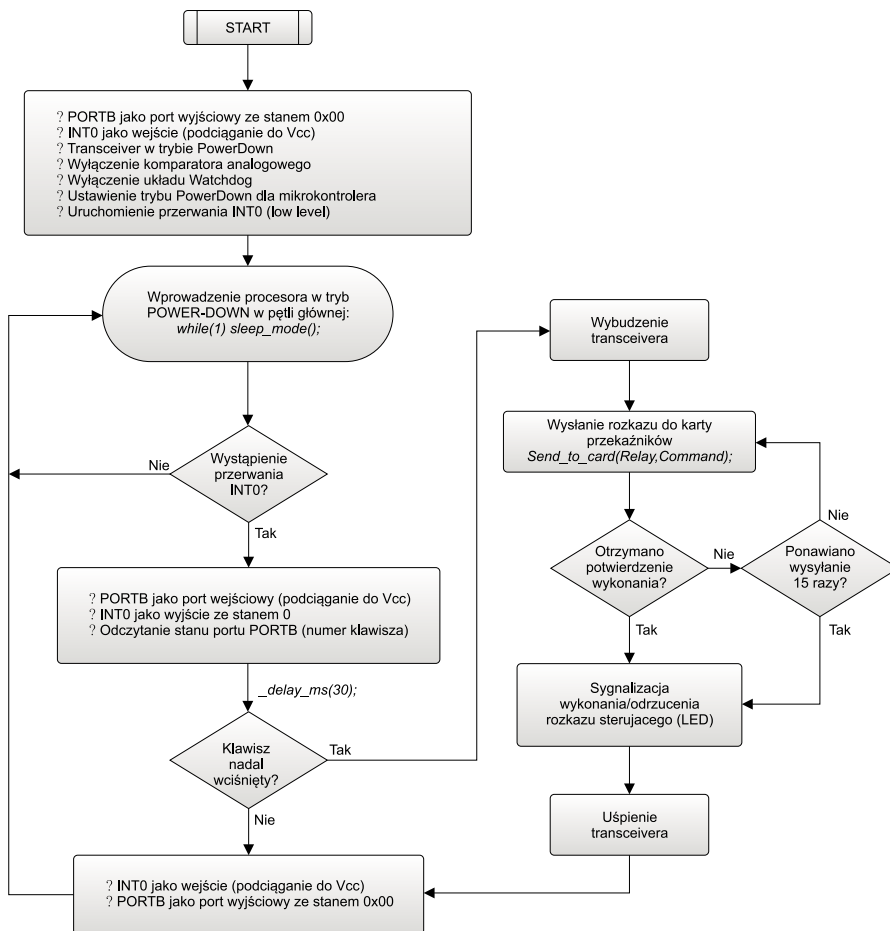 START
? PORTB jako port wyjściowy ze stanem 0x00
? INT0 jako wejście (podciąganie do Vcc)
? Transceiver w trybie PowerDown
? Wyłączenie komparatora analogowego
? Wyłączenie układu Watchdog
? Ustawienie trybu PowerDown dla mikrokontrolera
? Uruchomienie przerwania INT0 (low level)
Wprowadzenie procesora w tryb
POWER-DOWN w pętli głównej:
while(1) sleep_mode();
Wystąpienie
przerwania
INT0?
Nie
Tak
? PORTB jako port wejściowy (podciąganie do Vcc)
? INT0 jako wyjście ze stanem 0
? Odczytanie stanu portu PORTB (numer klawisza)
_delay_ms(30);
Klawisz
nadal
wciśnięty?
Tak
Nie
? INT0 jako wejście (podciąganie do Vcc)
? PORTB jako port wyjściowy ze stanem 0x00
Wybudzenie
transceivera
Wysłanie rozkazu do karty
przekaźników
Send_to_card(Relay,Command);
Otrzymano
potwierdzenie
wykonania?
Nie
Tak
Ponawiano
wysyłanie
15 razy?
Nie
Tak
Sygnalizacja
wykonania/odrzucenia
rozkazu sterujacego (LED)
Uśpienie
transceivera